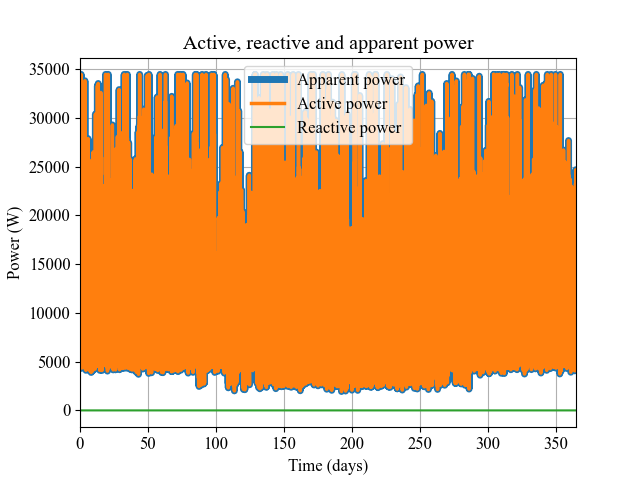 Active, reactive and apparent power
Apparent power
Active power
Reactive power
35000
30000
25000
20000
15000
10000
5000
0
Power (W)
0 50 100 150 200 250 300 350
Time (days)